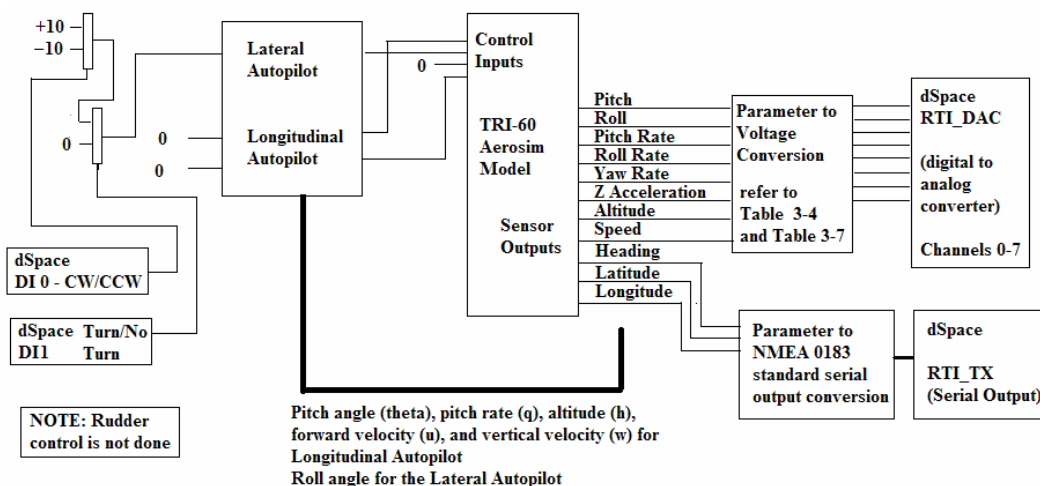 +10
−10
0
dSpace
DI 0 - CW/CCW
dSpace Turn/No
DI1 Turn
NOTE: Rudder
control is not done
Lateral
Autopilot
0
Longitudinal
Autopilot
0
Control
Inputs
0
TRI-60
Aerosim
Model
Sensor
Outputs
Pitch
Roll
Pitch Rate
Roll Rate
Yaw Rate
Z Acceleration
Altitude
Speed
Heading
Latitude
Longitude
Parameter to
Voltage
Conversion
refer to
Table 3-4
and Table 3-7
dSpace
RTI_DAC
(digital to
analog
converter)
Channels 0-7
Parameter to
NMEA 0183
standard serial
output conversion
dSpace
RTI_TX
(Serial Output)
Pitch angle (theta), pitch rate (q), altitude (h),
forward velocity (u), and vertical velocity (w) for
Longitudinal Autopilot
Roll angle for the Lateral Autopilot